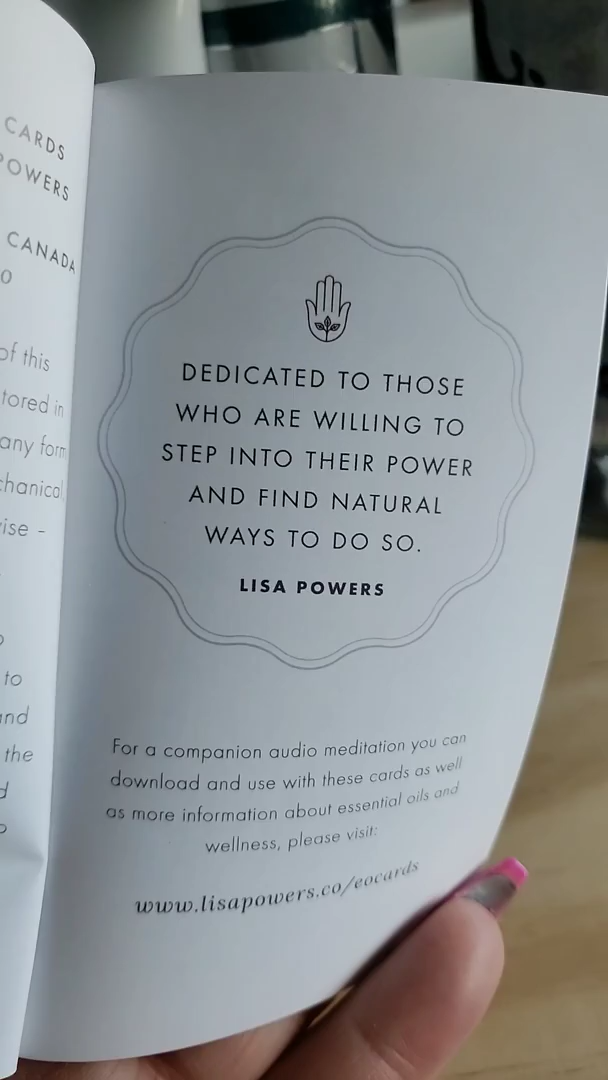 CARDS
POWERS
CANADA
of this
tored in
any form
chanical,
ise –
to
and
the
DEDICATED TO THOSE
WHO ARE WILLING TO
STEP INTO THEIR POWER
AND FIND NATURAL
WAYS TO DO SO.
LISA POWERS
For a companion audio meditation you can
download and use with these cards as well
as more information about essential oils and
wellness, please visit:
www.lisapowers.co/eocards